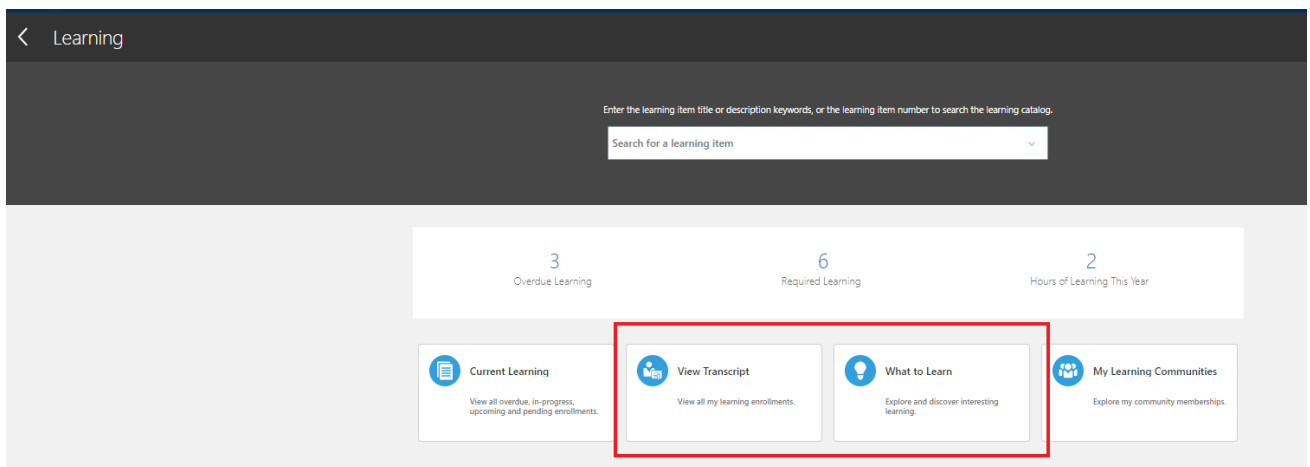 Learning
Enter the learning item title or description keywords, or the learning item number to search the learning catalog.
Search for a learning item
3
Overdue Learning
6
Required Learning
2
Hours of Learning This Year
Current Learning
View all overdue, in-progress,
upcoming and pending enrollments.
View Transcript
View all my learning enrollments.
What to Learn
Explore and discover interesting
learning.
My Learning Communities
Explore my community memberships.